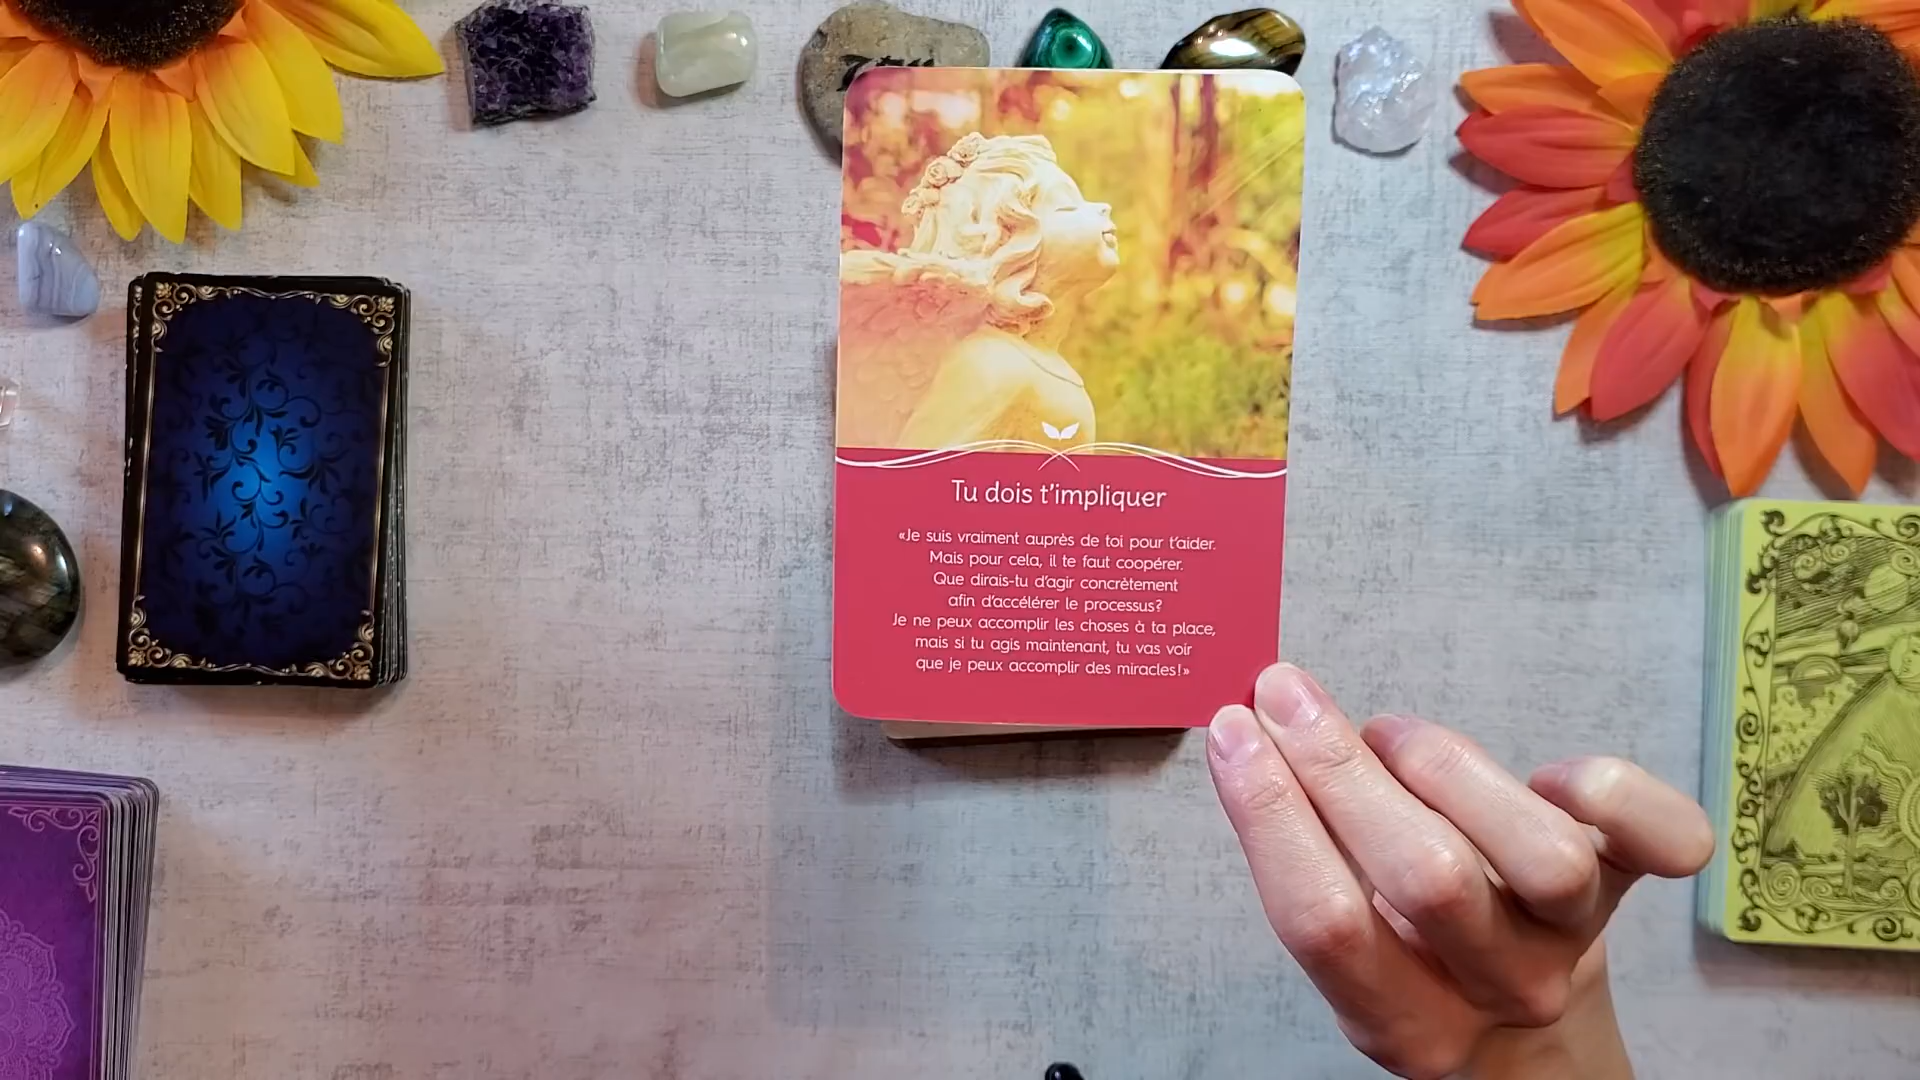 Tu dois t'impliquer
«Je suis vraiment auprès de toi pour t'aider.
Mais pour cela, il te faut coopérer.
Que dirais-tu d'agir concrètement
afin d'accélérer le processus?
Je ne peux accomplir les choses à ta place,
mais si tu agis maintenant, tu vas voir
que je peux accomplir des miracles!»